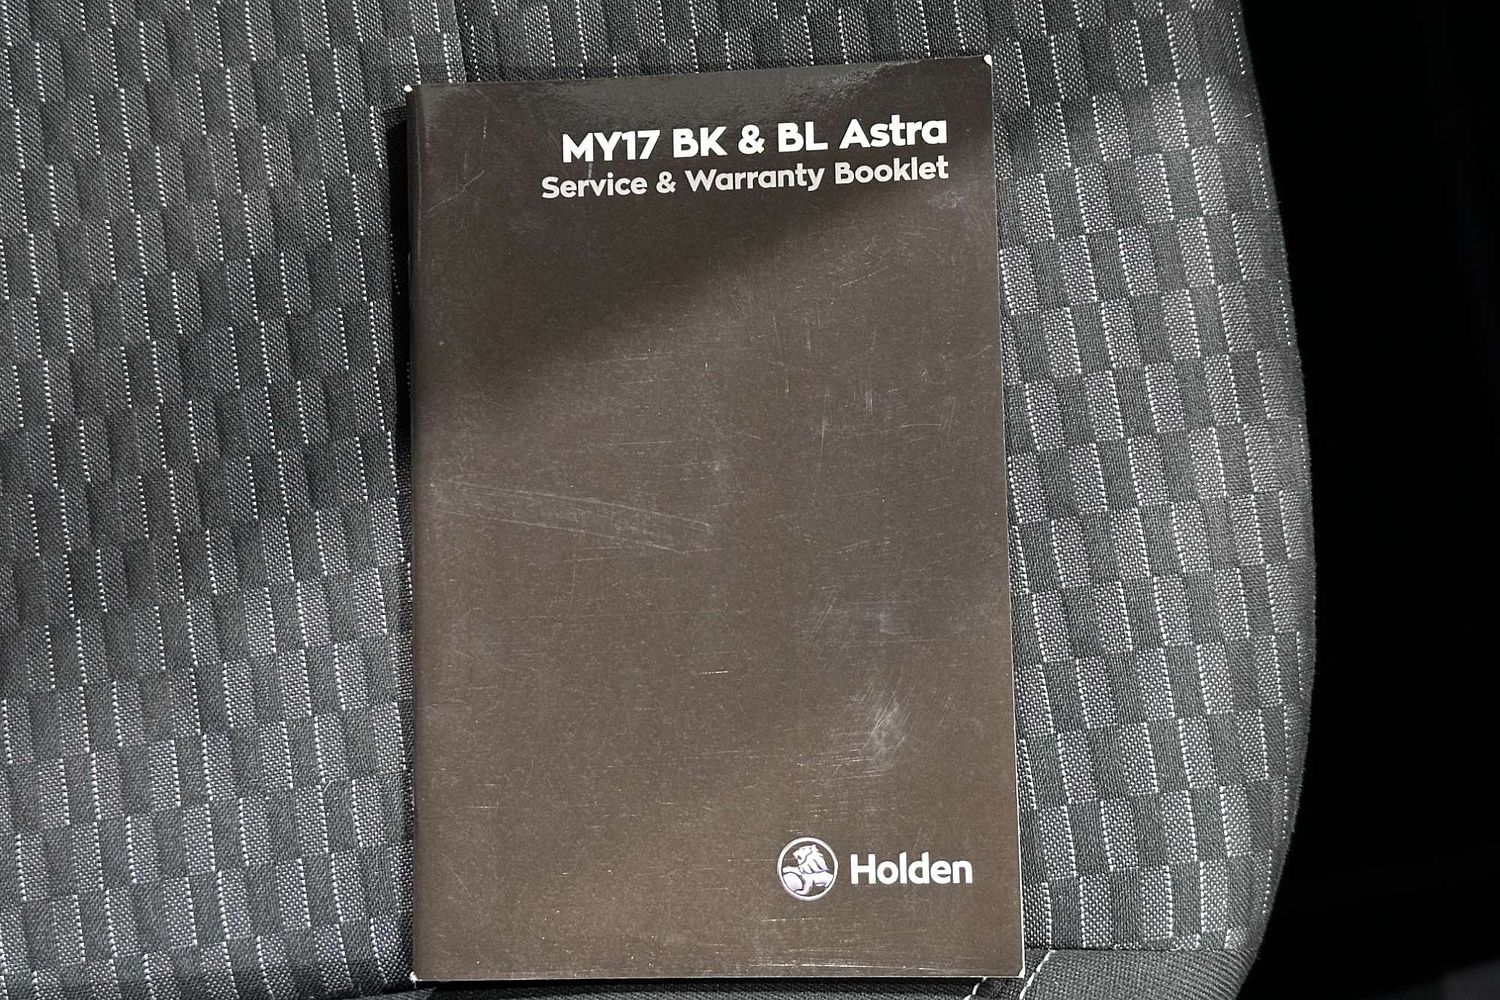 MY17 BK & BL Astra
Service & Warranty Booklet
Holden